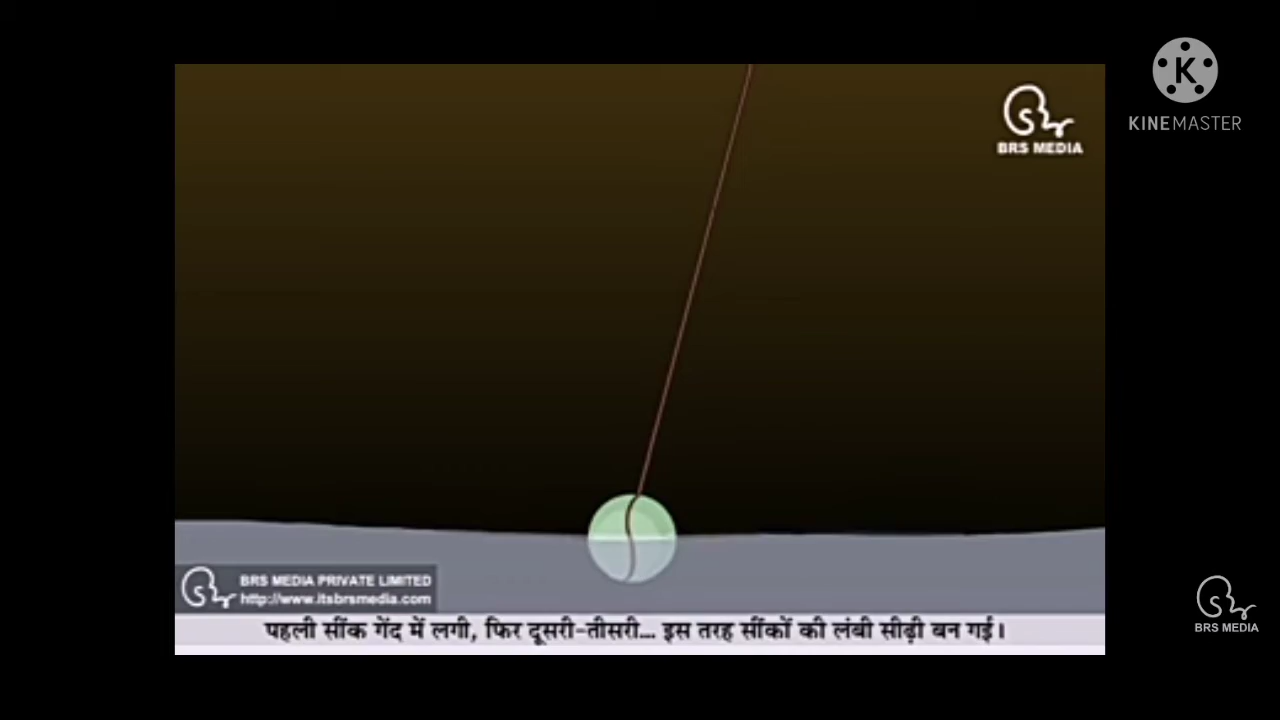 KINEMASTER
BRS MEDIA
BRS MEDIA PRIVATE LIMITED
http://www.itsbrsmedia.com
BRS MEDIA
पहली सींक गेंद में लगी, फिर दूसरी-तीसरी... इस तरह सींकों की लंबी सीढ़ी बन गई।